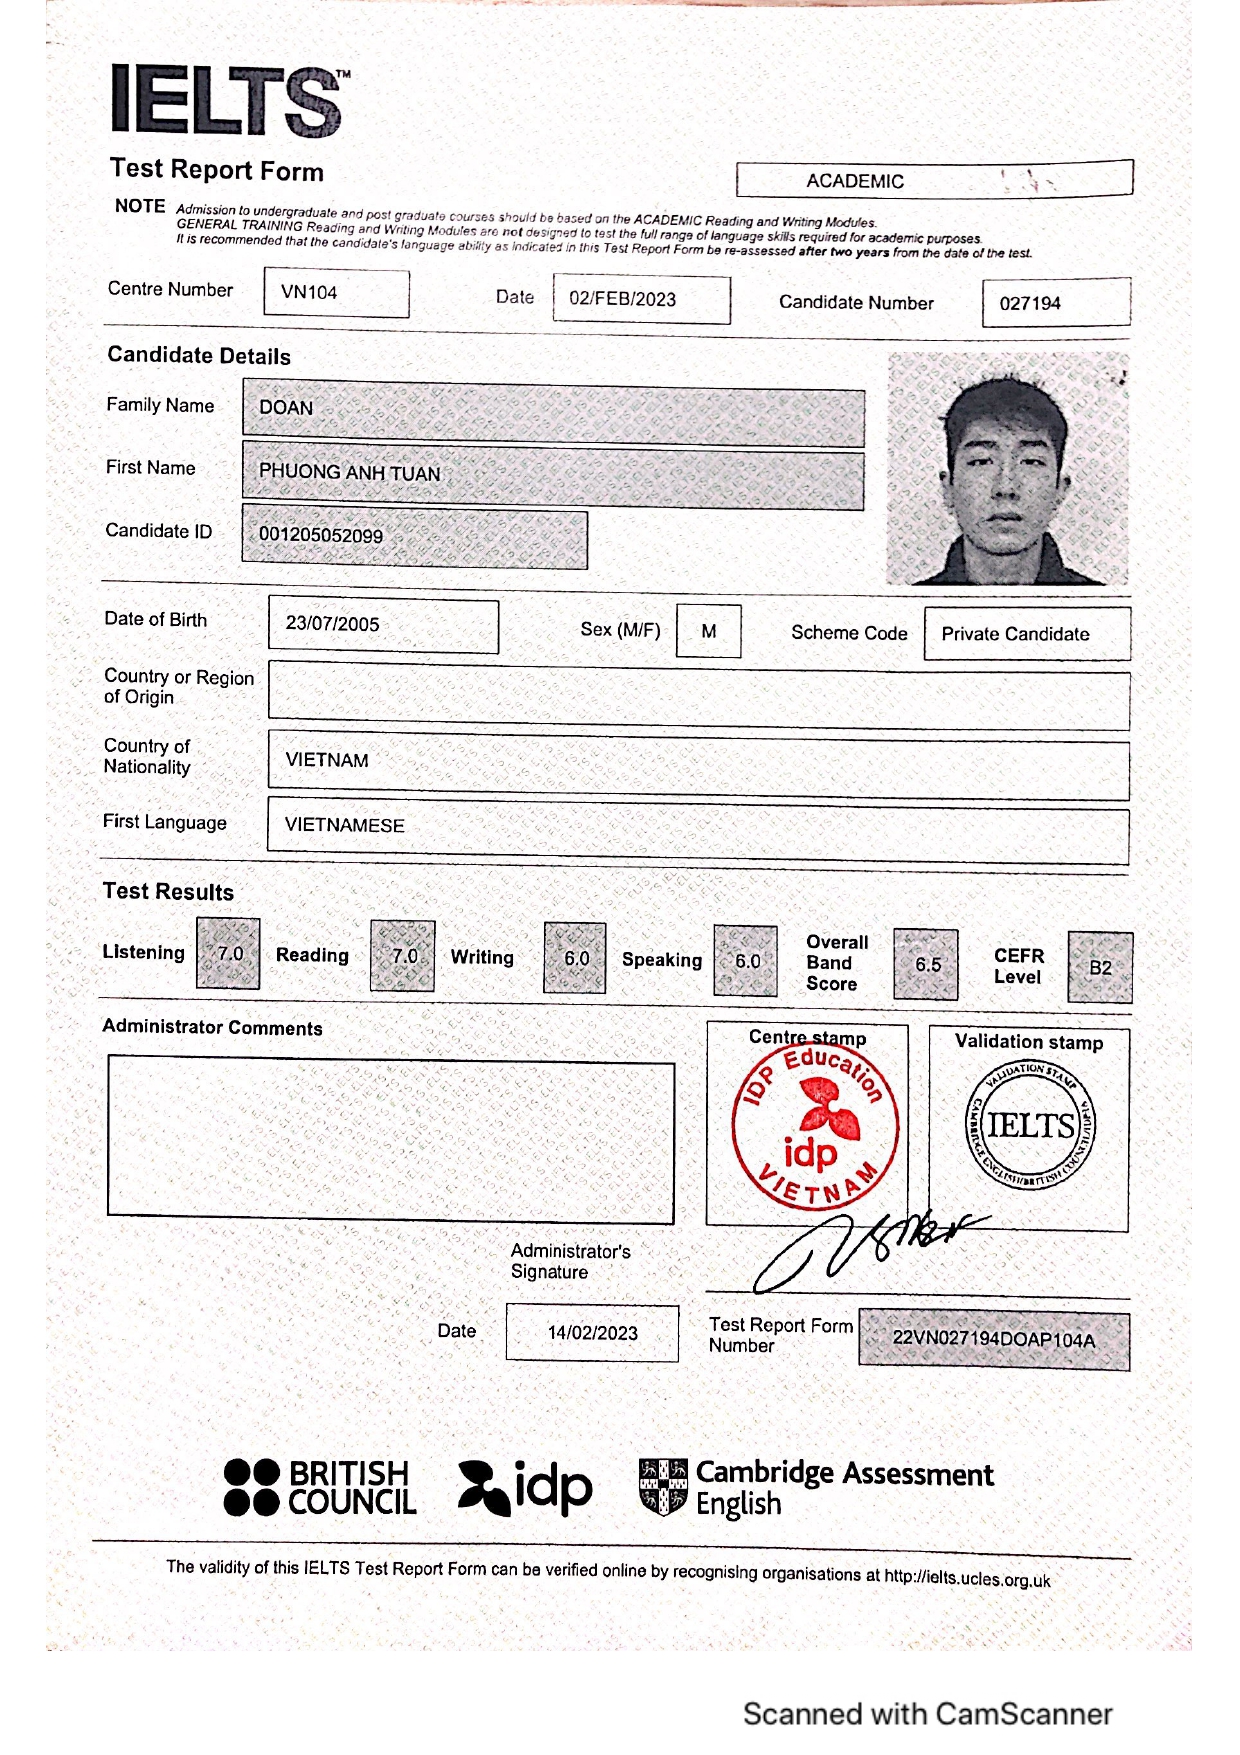 IELTS™
Test Report Form
ACADEMIC
NOTE Admission to undergraduate and post graduate courses should be based on the ACADEMIC Reading and Writing Modules.
GENERAL TRAINING Reading and Writing Modules are not designed to test the full range of language skills required for academic purposes.
It is recommended that the candidate's language ability as indicated in this Test Report Form be re-assessed after two years from the date of the test.
Centre Number VN104 Date 02/FEB/2023 Candidate Number 027194
Candidate Details
Family Name DOAN
First Name PHUONG ANH TUAN
Candidate ID 001205052099
Date of Birth 23/07/2005 Sex (M/F) M Scheme Code Private Candidate
Country or Region
of Origin
Country of
Nationality VIETNAM
First Language VIETNAMESE
Test Results
Listening 7.0 Reading 7.0 Writing 6.0 Speaking 6.0 Overall Band Score 6.5 CEFR Level B2
Administrator Comments
Centre stamp
IDP Education
idp
VIETNAM
Validation stamp
VALIDATION STAMP
IELTS
Administrator's
Signature
Date 14/02/2023
Test Report Form
Number 22VN027194DOAP104A
BRITISH
COUNCIL
idp
Cambridge Assessment
English
The validity of this IELTS Test Report Form can be verified online by recognising organisations at http://ielts.ucles.org.uk
Scanned with CamScanner